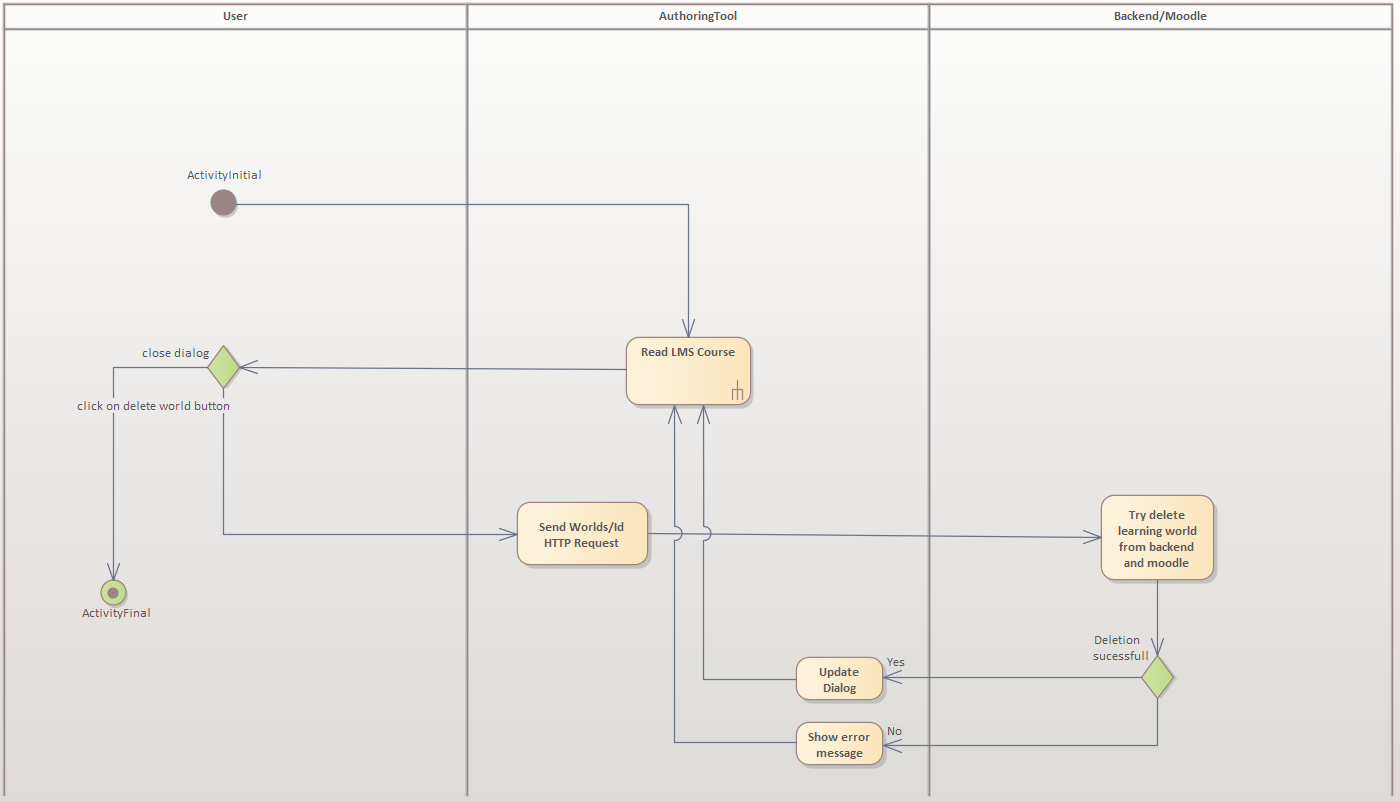 User
AuthoringTool
Backend/Moodle
ActivityInitial
close dialog
Read LMS Course
click on delete world button
Send Worlds/Id
HTTP Request
Try delete
learning world
from backend
and moodle
ActivityFinal
Deletion
sucessfull
Yes
Update
Dialog
No
Show error
message